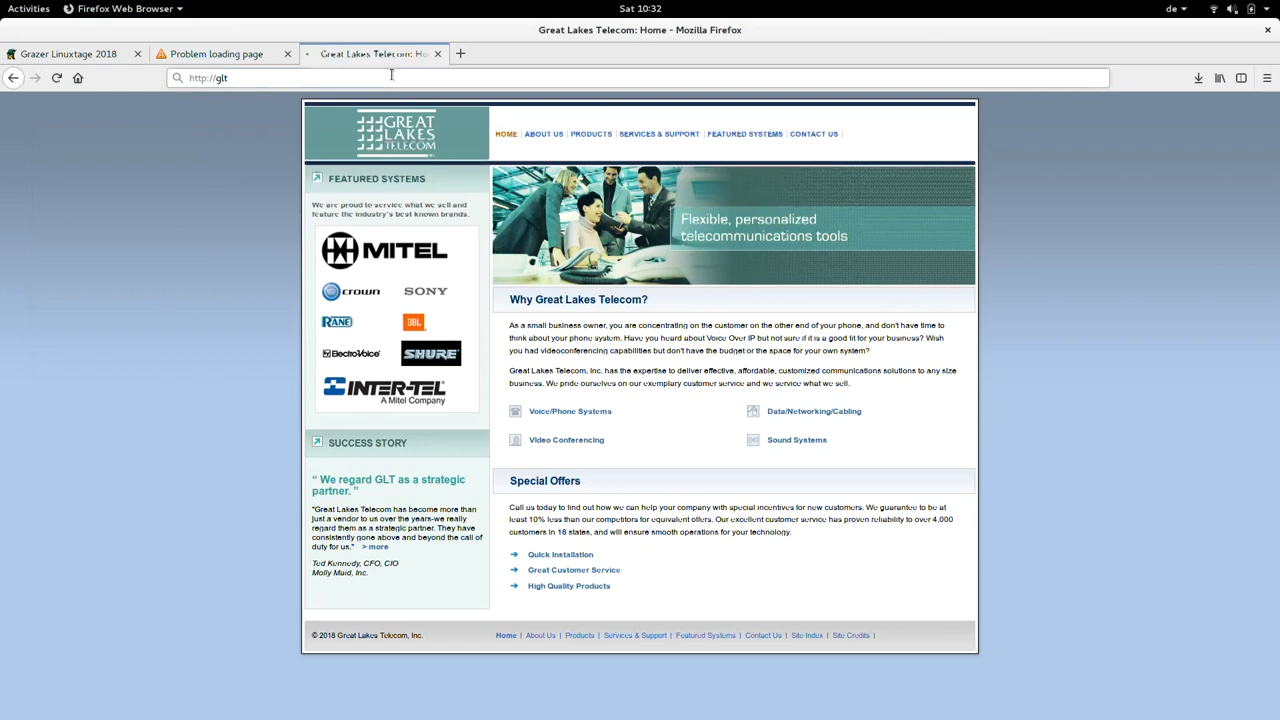 Activities Firefox Web Browser Sat 10:32 de
Great Lakes Telecom: Home - Mozilla Firefox
Grazer Linuxtage 2018 Problem loading page Great Lakes Telecom: Ho
http://glt
GREAT LAKES TELECOM
HOME ABOUT US PRODUCTS SERVICES & SUPPORT FEATURED SYSTEMS CONTACT US
FEATURED SYSTEMS
We are proud to service what we sell and
feature the industry's best known brands.
MITEL
crown SONY
RANE JBL
ElectroVoice SHURE
INTER-TEL
A Mitel Company
SUCCESS STORY
“ We regard GLT as a strategic
partner. ”
"Great Lakes Telecom has become more than
just a vendor to us over the years-we really
regard them as a strategic partner. They have
consistently gone above and beyond the call of
duty for us." > more
Ted Kennedy, CFO, CIO
Molly Maid, Inc.
Flexible, personalized
telecommunications tools
Why Great Lakes Telecom?
As a small business owner, you are concentrating on the customer on the other end of your phone, and don't have time to
think about your phone system. Have you heard about Voice Over IP but not sure if it is a good fit for your business? Wish
you had videoconferencing capabilities but don't have the budget or the space for your own system?
Great Lakes Telecom, Inc. has the expertise to deliver effective, affordable, customized communications solutions to any size
business. We pride ourselves on our exemplary customer service and we service what we sell.
Voice/Phone Systems Data/Networking/Cabling
Video Conferencing Sound Systems
Special Offers
Call us today to find out how we can help your company with special incentives for new customers. We guarantee to be at
least 10% less than our competitors for equivalent offers. Our excellent customer service has proven reliability to over 4,000
customers in 18 states, and will ensure smooth operations for your technology.
Quick Installation
Great Customer Service
High Quality Products
© 2018 Great Lakes Telecom, Inc. Home | About Us | Products | Services & Support | Featured Systems | Contact Us | Site Index | Site Credits |